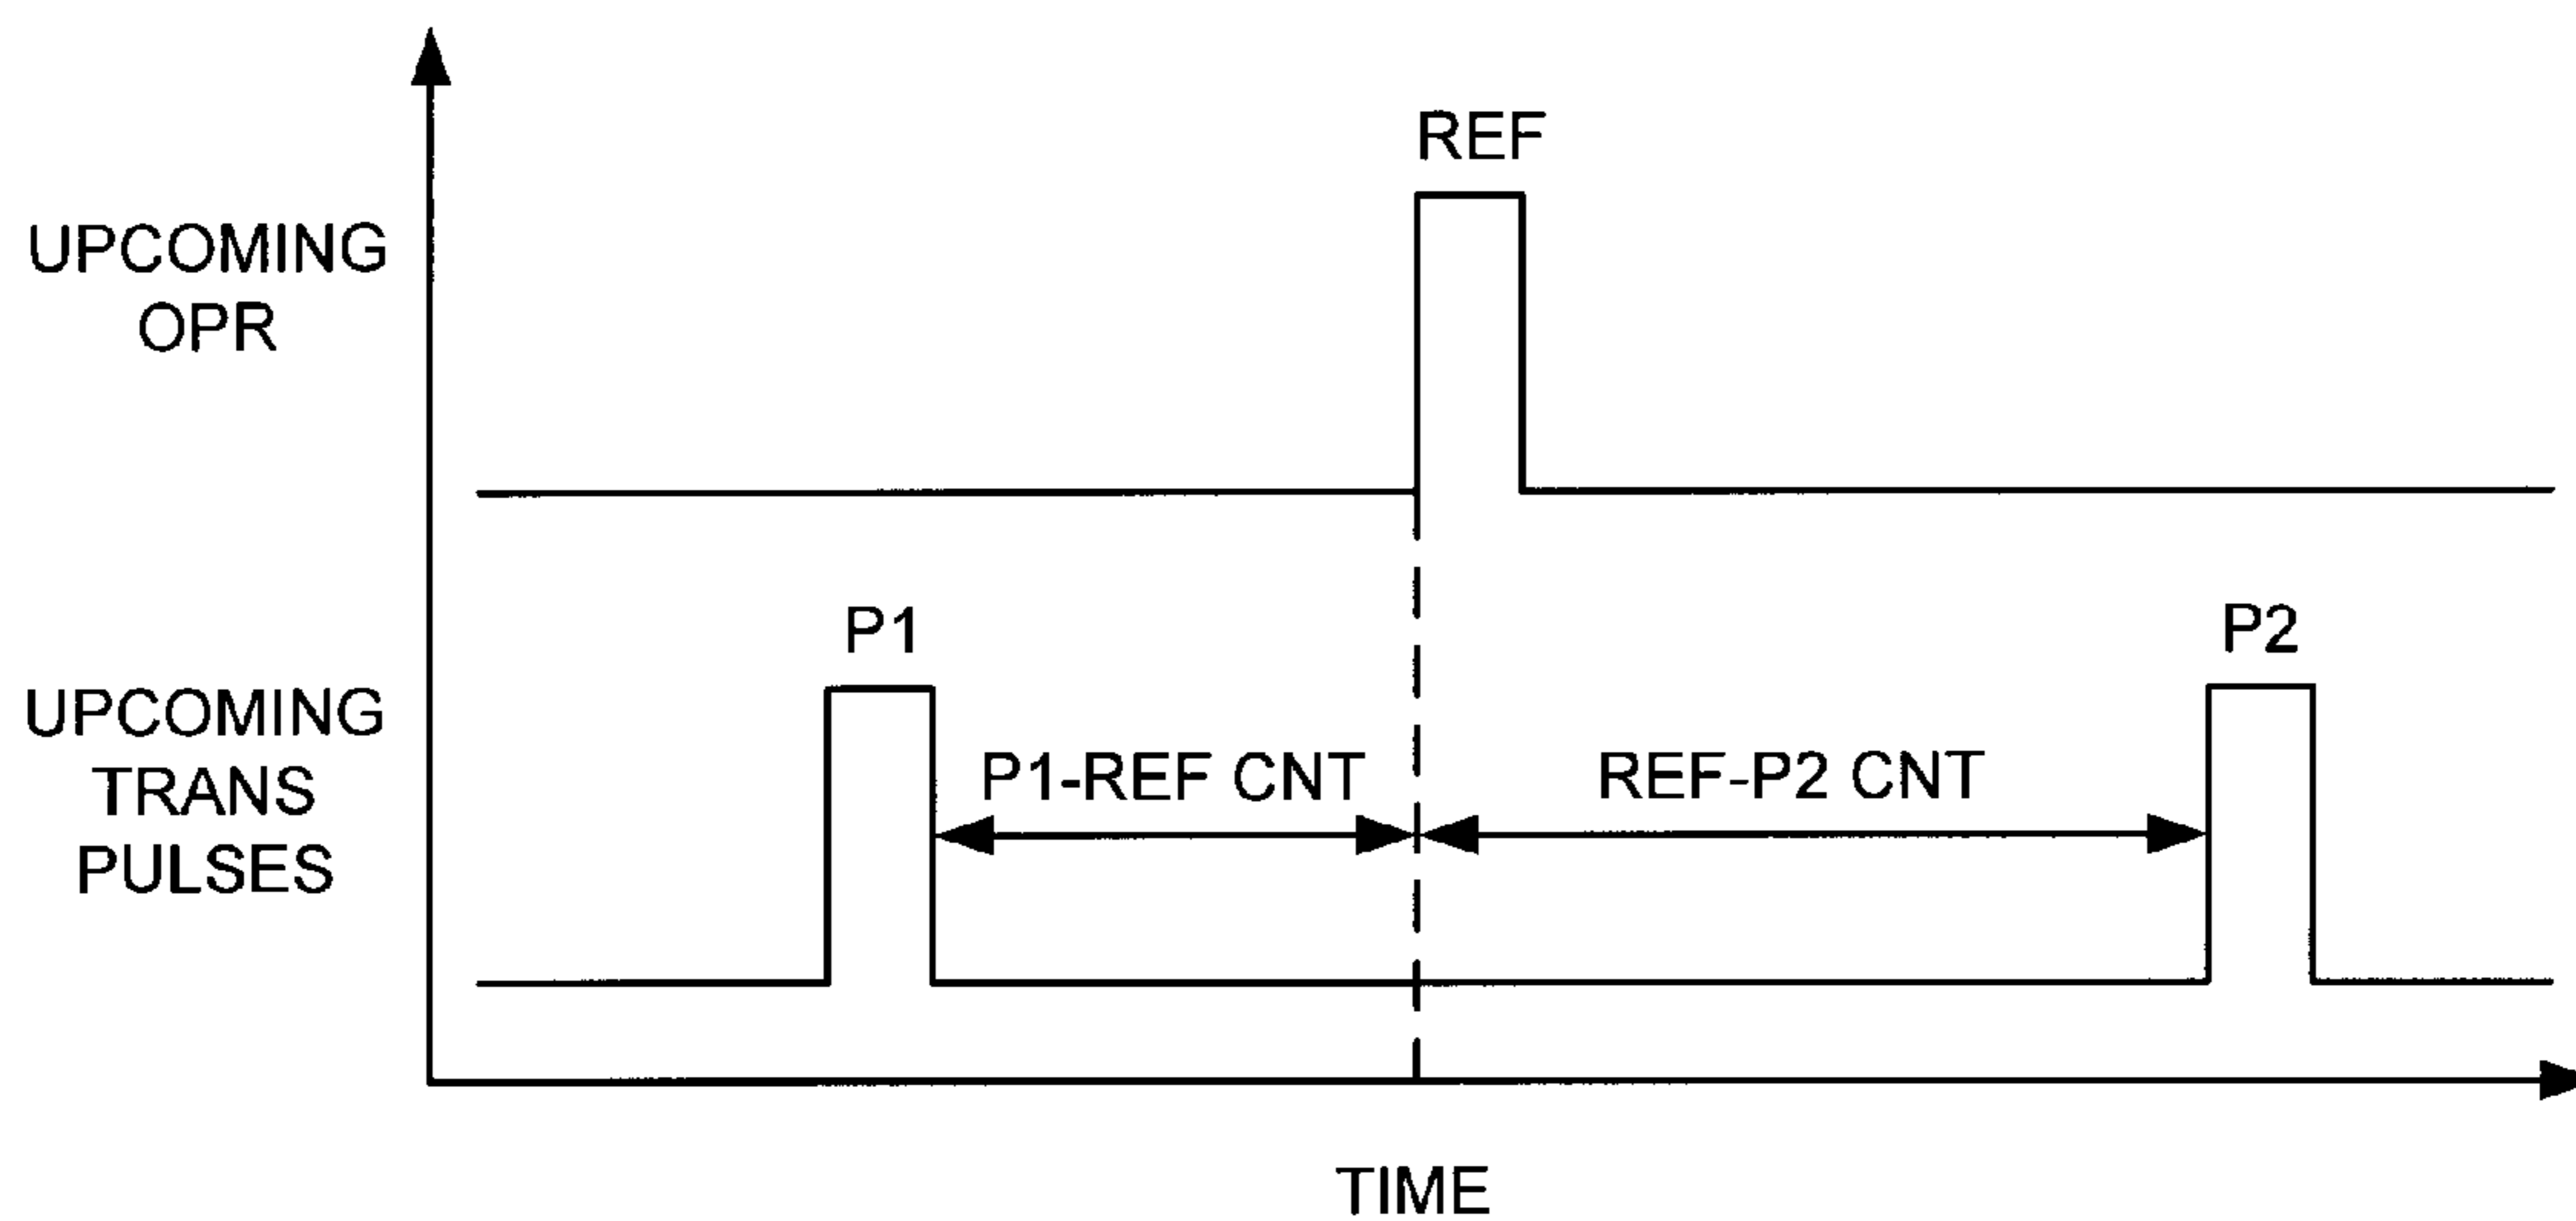 REF
UPCOMING
OPR
P1
P2
UPCOMING
TRANS
PULSES
P1-REF CNT
REF-P2 CNT
TIME